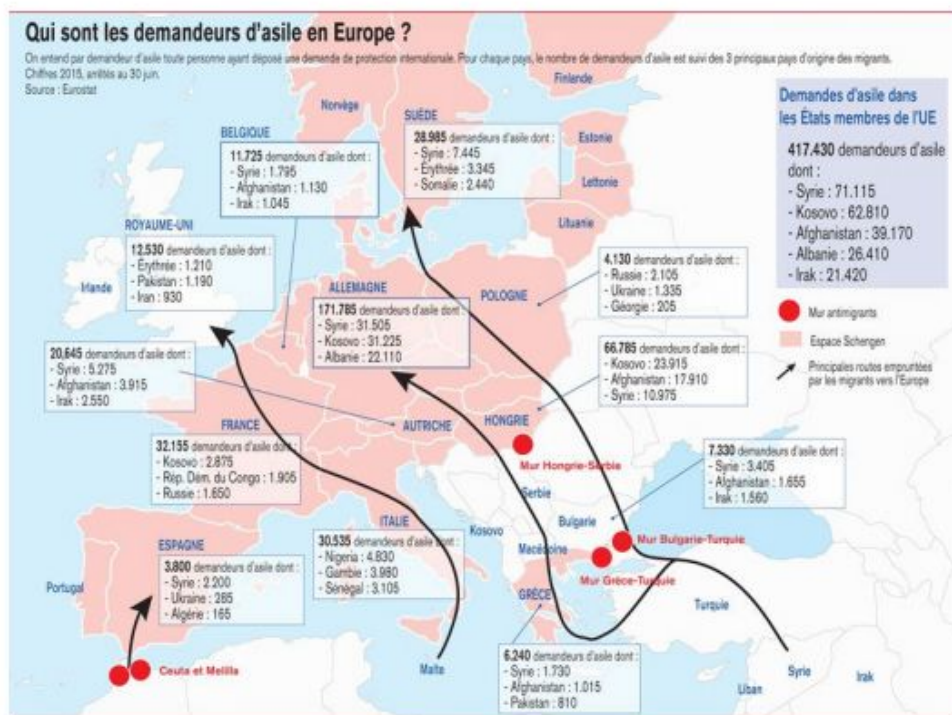 Qui sont les demandeurs d'asile en Europe ?
On entend par demandeur d'asile toute personne ayant déposé une demande de protection internationale. Pour chaque pays, le nombre de demandeurs d'asile est suivi des 3 principaux pays d'origine des migrants.
Chiffres 2015, arrêtés au 30 juin.
Source : Eurostat
Demandes d'asile dans
les États membres de l'UE
417.430 demandeurs d'asile
dont :
- Syrie : 71.115
- Kosovo : 62.810
- Afghanistan : 39.170
- Albanie : 26.410
- Irak : 21.420
Mur antimigrants
Espace Schengen
Principales routes empruntées
par les migrants vers l'Europe
Norvège
Finlande
Estonie
Lettonie
Lituanie
SUÈDE
28.985 demandeurs d'asile dont :
- Syrie : 7.445
- Érythrée : 3.345
- Somalie : 2.440
BELGIQUE
11.725 demandeurs d'asile dont :
- Syrie : 1.795
- Afghanistan : 1.130
- Irak : 1.045
ROYAUME-UNI
12.530 demandeurs d'asile dont :
- Érythrée : 1.210
- Pakistan : 1.190
- Iran : 930
Irlande
ALLEMAGNE
171.785 demandeurs d'asile dont :
- Syrie : 31.505
- Kosovo : 31.225
- Albanie : 22.110
POLOGNE
4.130 demandeurs d'asile dont :
- Russie : 2.105
- Ukraine : 1.335
- Géorgie : 205
20,645 demandeurs d'asile dont :
- Syrie : 5.275
- Afghanistan : 3.915
- Irak : 2.550
AUTRICHE
66.785 demandeurs d'asile dont :
- Kosovo : 23.915
- Afghanistan : 17.910
- Syrie : 10.975
HONGRIE
Mur Hongrie-Serbie
FRANCE
32.155 demandeurs d'asile dont :
- Kosovo : 2.875
- Rép. Dém. du Congo : 1.905
- Russie : 1.650
7.330 demandeurs d'asile dont :
- Syrie : 3.405
- Afghanistan : 1.655
- Irak : 1.560
Serbie
Bulgarie
Kosovo
Macédoine
Mur Bulgarie-Turquie
Mur Grèce-Turquie
ITALIE
30.535 demandeurs d'asile dont :
- Nigeria : 4.830
- Gambie : 3.980
- Sénégal : 3.105
ESPAGNE
3.800 demandeurs d'asile dont :
- Syrie : 2.200
- Ukraine : 265
- Algérie : 165
Portugal
Ceuta et Melilla
Malte
GRÈCE
6.240 demandeurs d'asile dont :
- Syrie : 1.730
- Afghanistan : 1.015
- Pakistan : 810
Turquie
Syrie
Liban
Irak